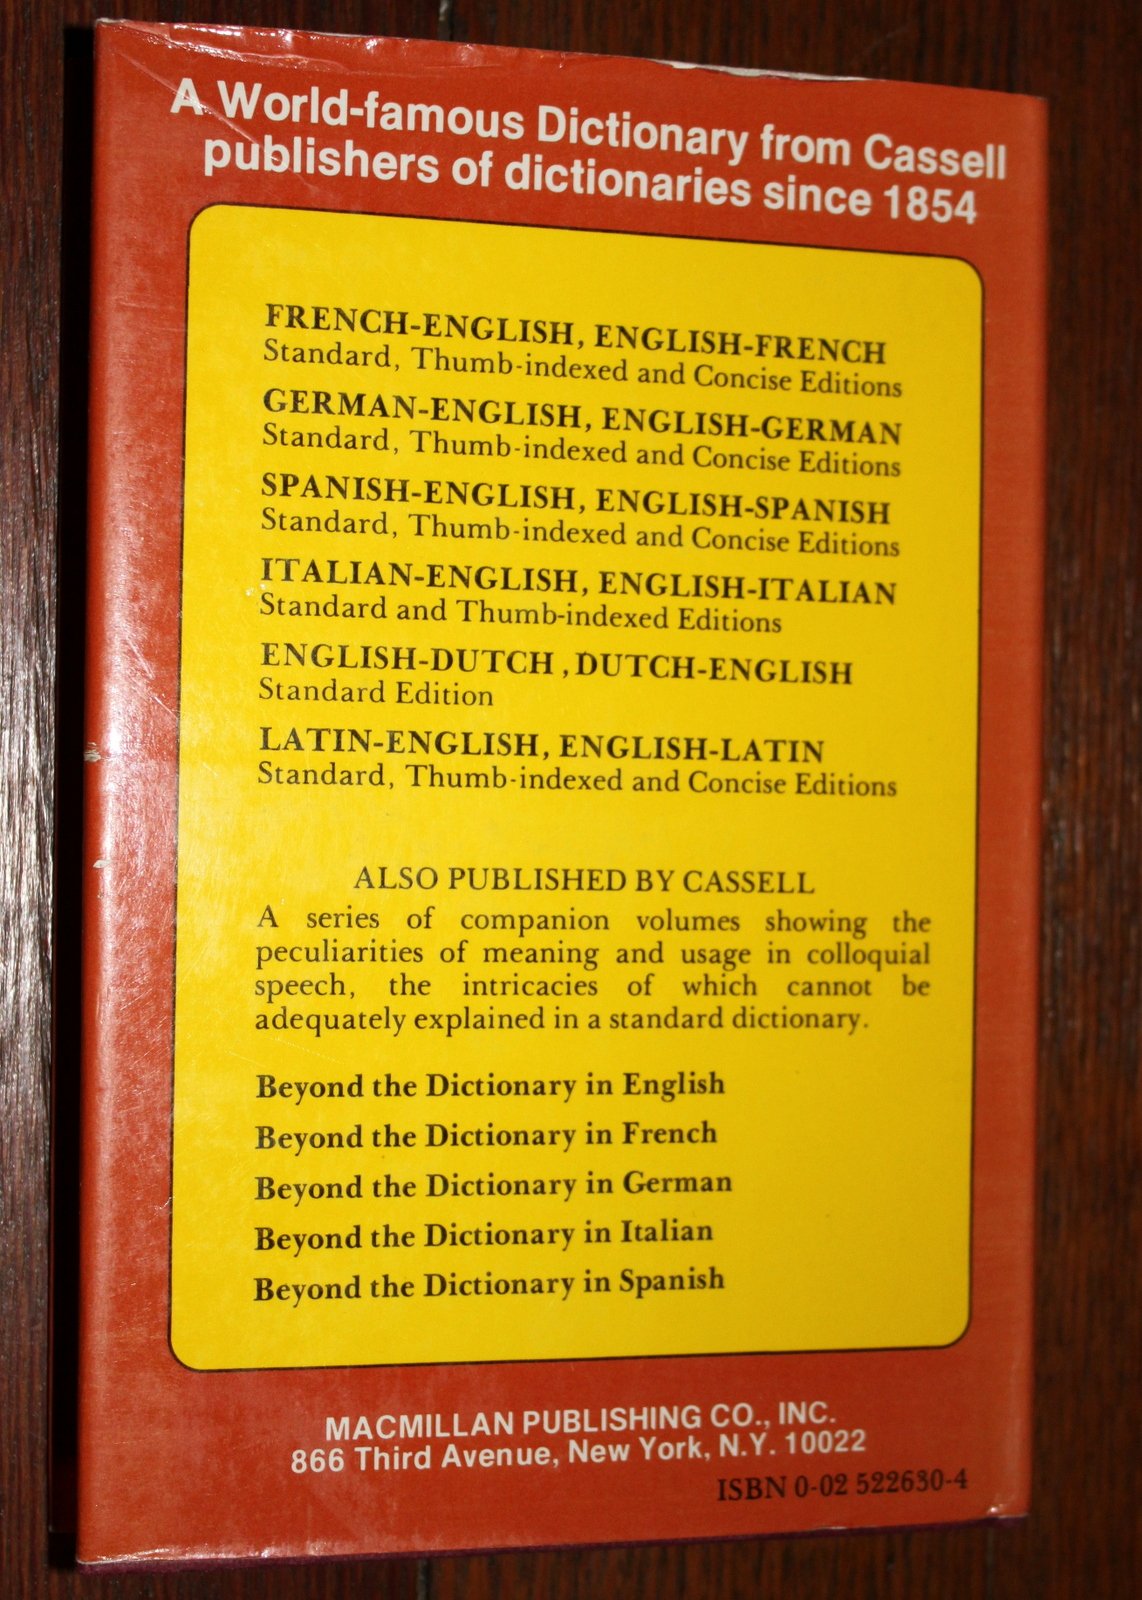 A World-famous Dictionary from Cassell
publishers of dictionaries since 1854
FRENCH-ENGLISH, ENGLISH-FRENCH
Standard, Thumb-indexed and Concise Editions
GERMAN-ENGLISH, ENGLISH-GERMAN
Standard, Thumb-indexed and Concise Editions
SPANISH-ENGLISH, ENGLISH-SPANISH
Standard, Thumb-indexed and Concise Editions
ITALIAN-ENGLISH, ENGLISH-ITALIAN
Standard and Thumb-indexed Editions
ENGLISH-DUTCH, DUTCH-ENGLISH
Standard Edition
LATIN-ENGLISH, ENGLISH-LATIN
Standard, Thumb-indexed and Concise Editions
ALSO PUBLISHED BY CASSELL
A series of companion volumes showing the
peculiarities of meaning and usage in colloquial
speech, the intricacies of which cannot be
adequately explained in a standard dictionary.
Beyond the Dictionary in English
Beyond the Dictionary in French
Beyond the Dictionary in German
Beyond the Dictionary in Italian
Beyond the Dictionary in Spanish
MACMILLAN PUBLISHING CO., INC.
866 Third Avenue, New York, N.Y. 10022
ISBN 0-02 522630-4